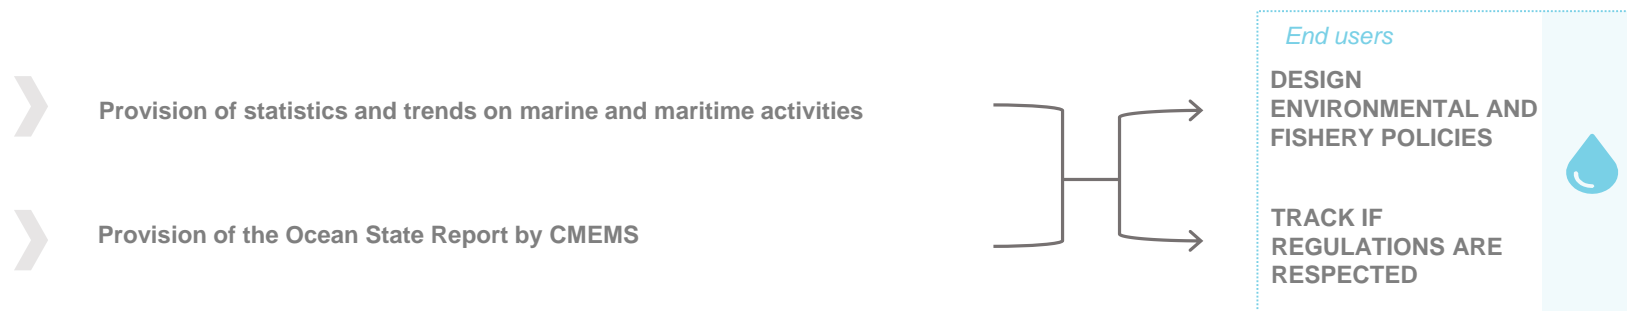 End users
Provision of statistics and trends on marine and maritime activities
DESIGN
ENVIRONMENTAL AND
FISHERY POLICIES
Provision of the Ocean State Report by CMEMS
TRACK IF
REGULATIONS ARE
RESPECTED